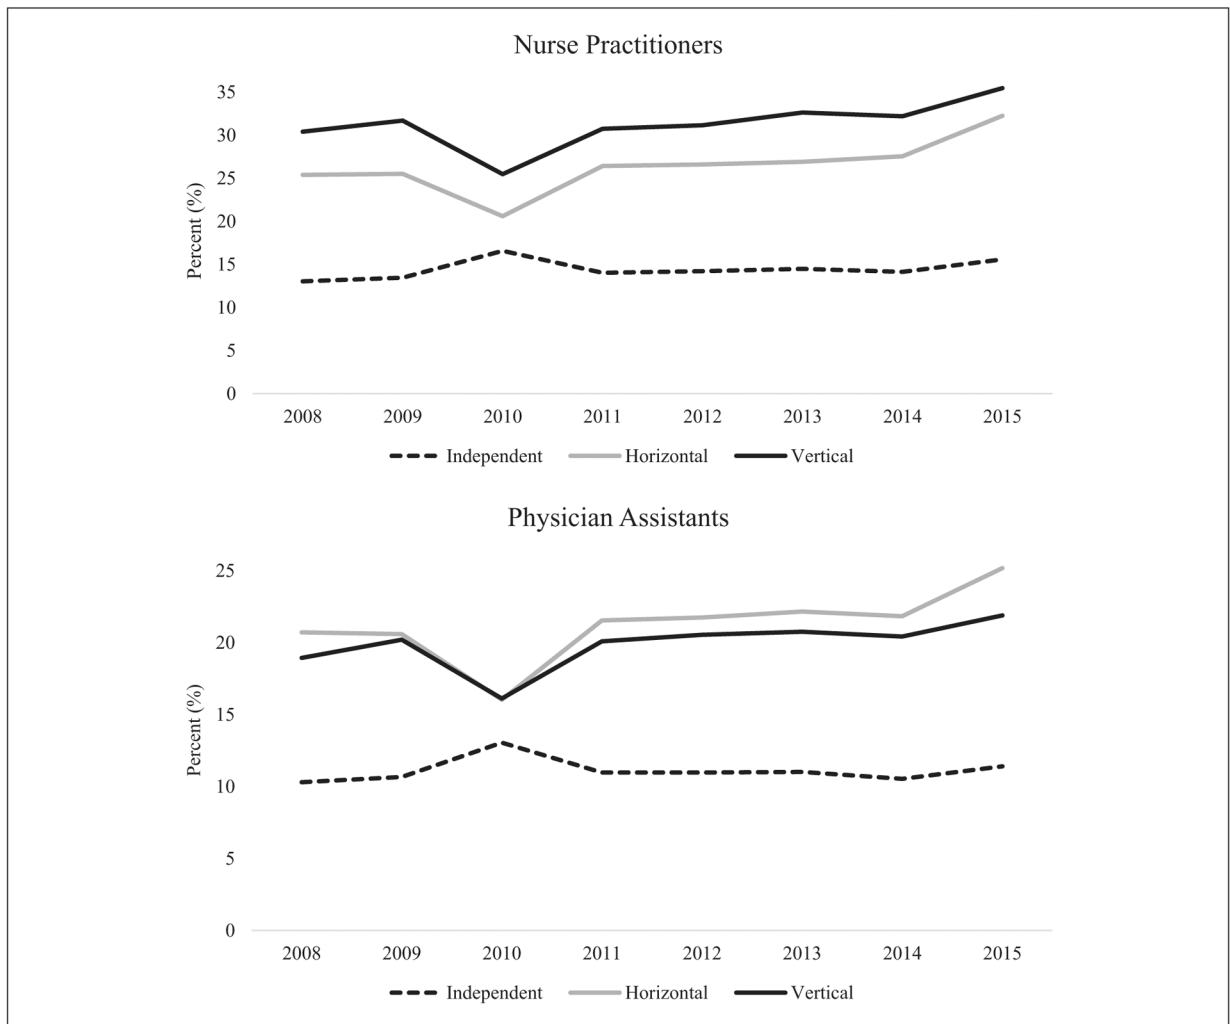 Nurse Practitioners
35
30
25
20
15
10
5
0
Percent (%)
2008 2009 2010 2011 2012 2013 2014 2015
Independent Horizontal Vertical
Physician Assistants
25
20
15
10
5
0
Percent (%)
2008 2009 2010 2011 2012 2013 2014 2015
Independent Horizontal Vertical